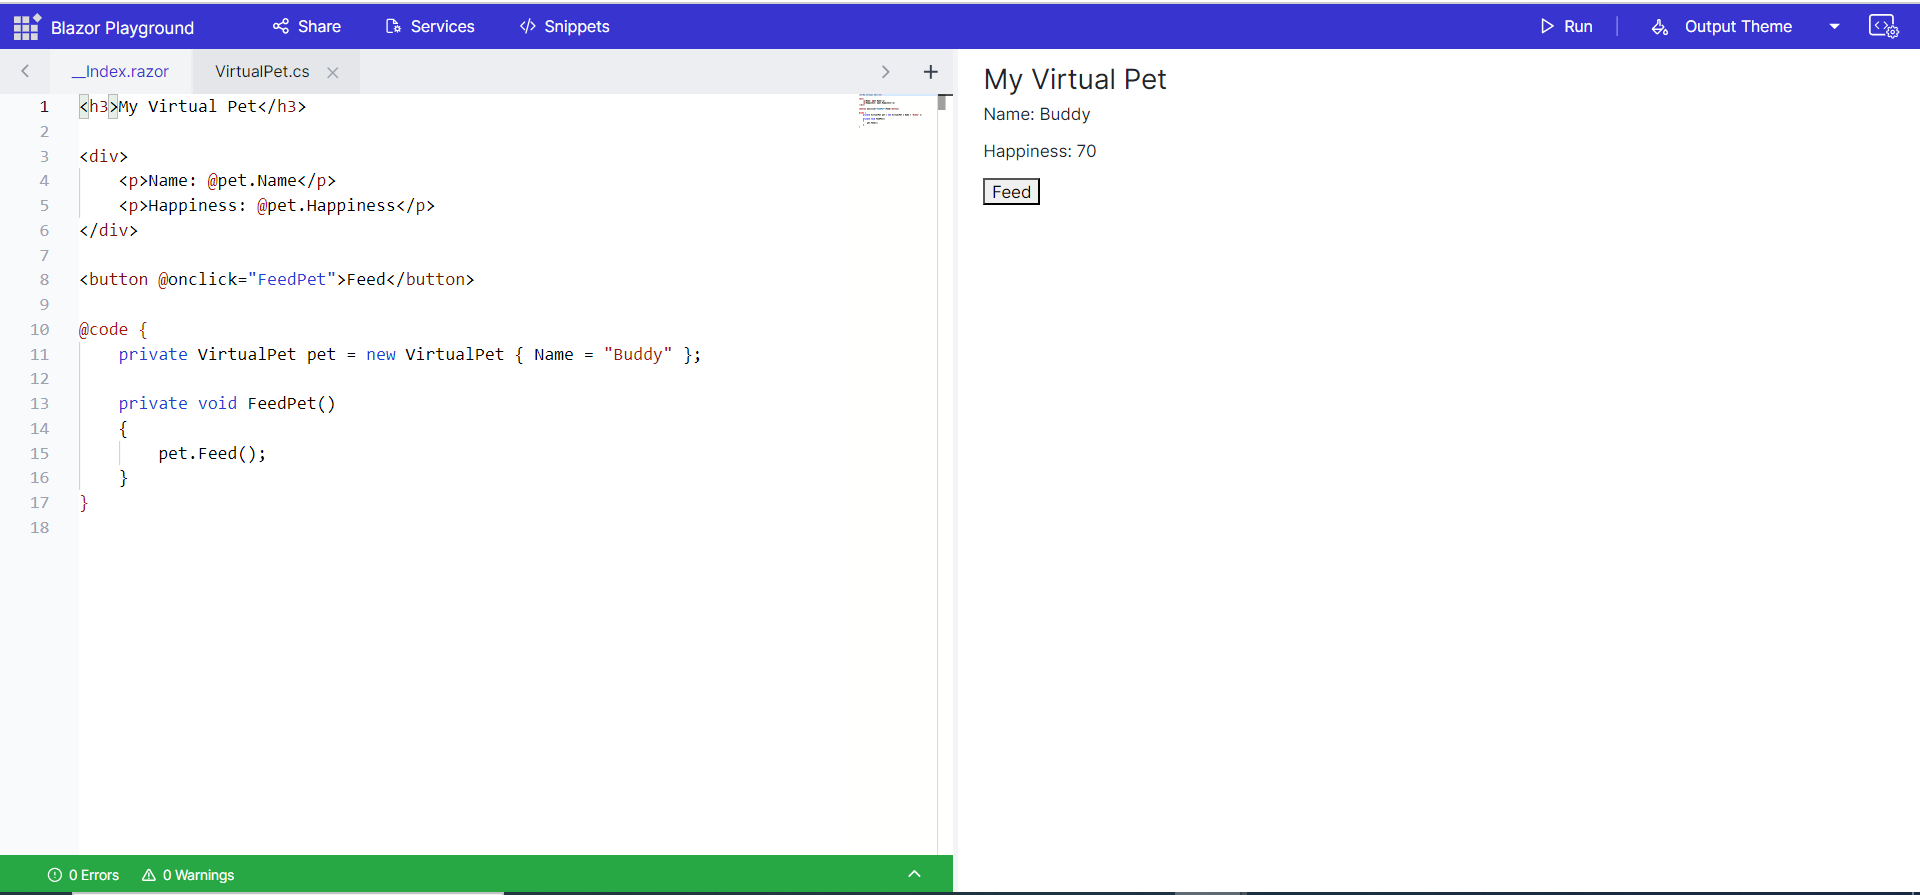 Blazor Playground Share Services Snippets Run Output Theme
__Index.razor VirtualPet.cs
1 <h3>My Virtual Pet</h3>
2
3 <div>
4 <p>Name: @pet.Name</p>
5 <p>Happiness: @pet.Happiness</p>
6 </div>
7
8 <button @onclick="FeedPet">Feed</button>
9
10 @code {
11 private VirtualPet pet = new VirtualPet { Name = "Buddy" };
12
13 private void FeedPet()
14 {
15 pet.Feed();
16 }
17 }
18
0 Errors 0 Warnings
My Virtual Pet
Name: Buddy
Happiness: 70
Feed